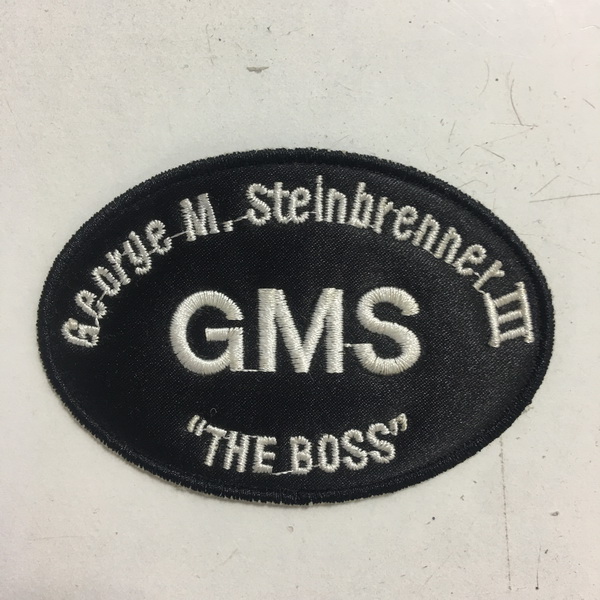 George M. Steinbrenner III
GMS
"THE BOSS"